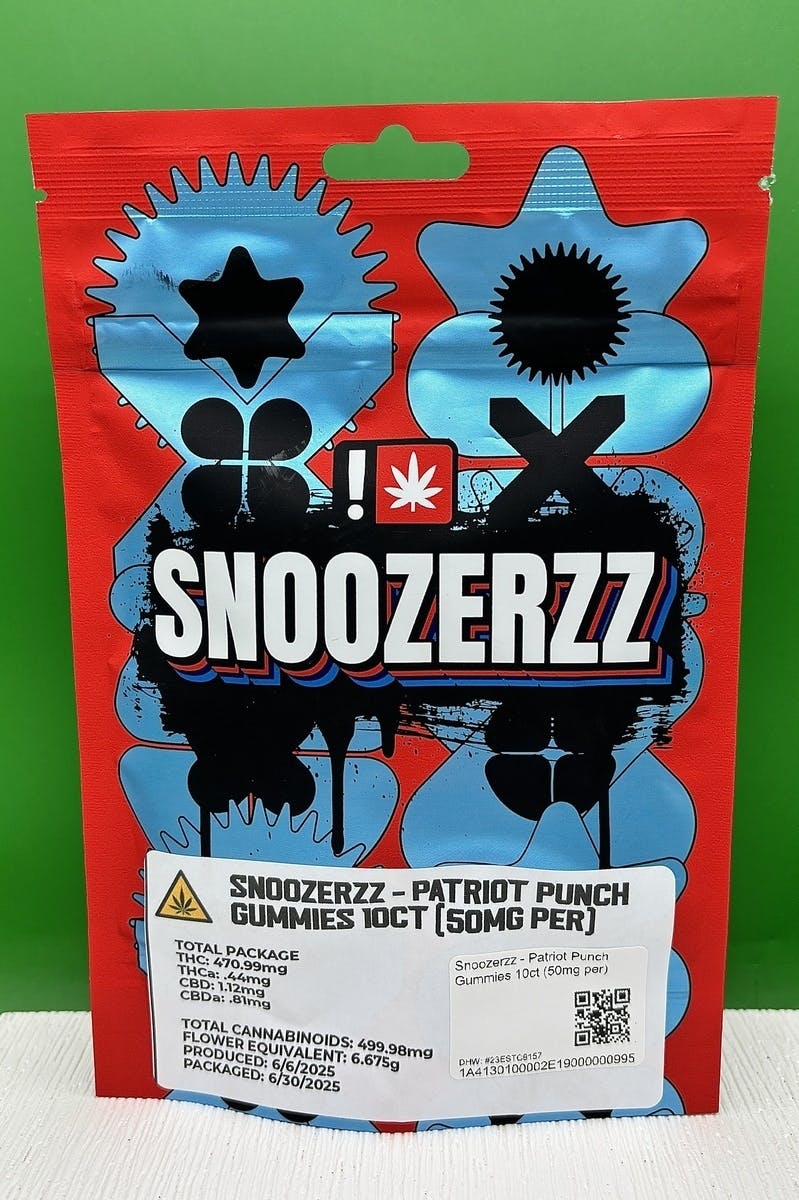 !
SNOOZERZZ
SNOOZERZZ - PATRIOT PUNCH
GUMMIES 10CT (50MG PER)
TOTAL PACKAGE
THC: 470.99mg
THCa: .44mg
CBD: 1.12mg
CBDa: .81mg
TOTAL CANNABINOIDS: 499.98mg
FLOWER EQUIVALENT: 6.675g
PRODUCED: 6/6/2025
PACKAGED: 6/30/2025
Snoozerzz - Patriot Punch
Gummies 10ct (50mg per)
DHW: #23ESTC8157
1A4130100002E19000000995